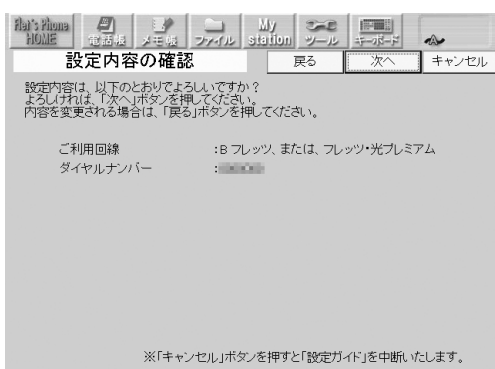 Flet's Phone HOME 電話帳 メモ帳 ファイル My station ツール キーボード
設定内容の確認 戻る 次へ キャンセル
設定内容は、以下のとおりでよろしいですか？
よろしければ、「次へ」ボタンを押してください。
内容を変更される場合は、「戻る」ボタンを押してください。
ご利用回線 :B フレッツ、または、フレッツ・光プレミアム
ダイヤルナンバー :
※「キャンセル」ボタンを押すと「設定ガイド」を中断いたします。